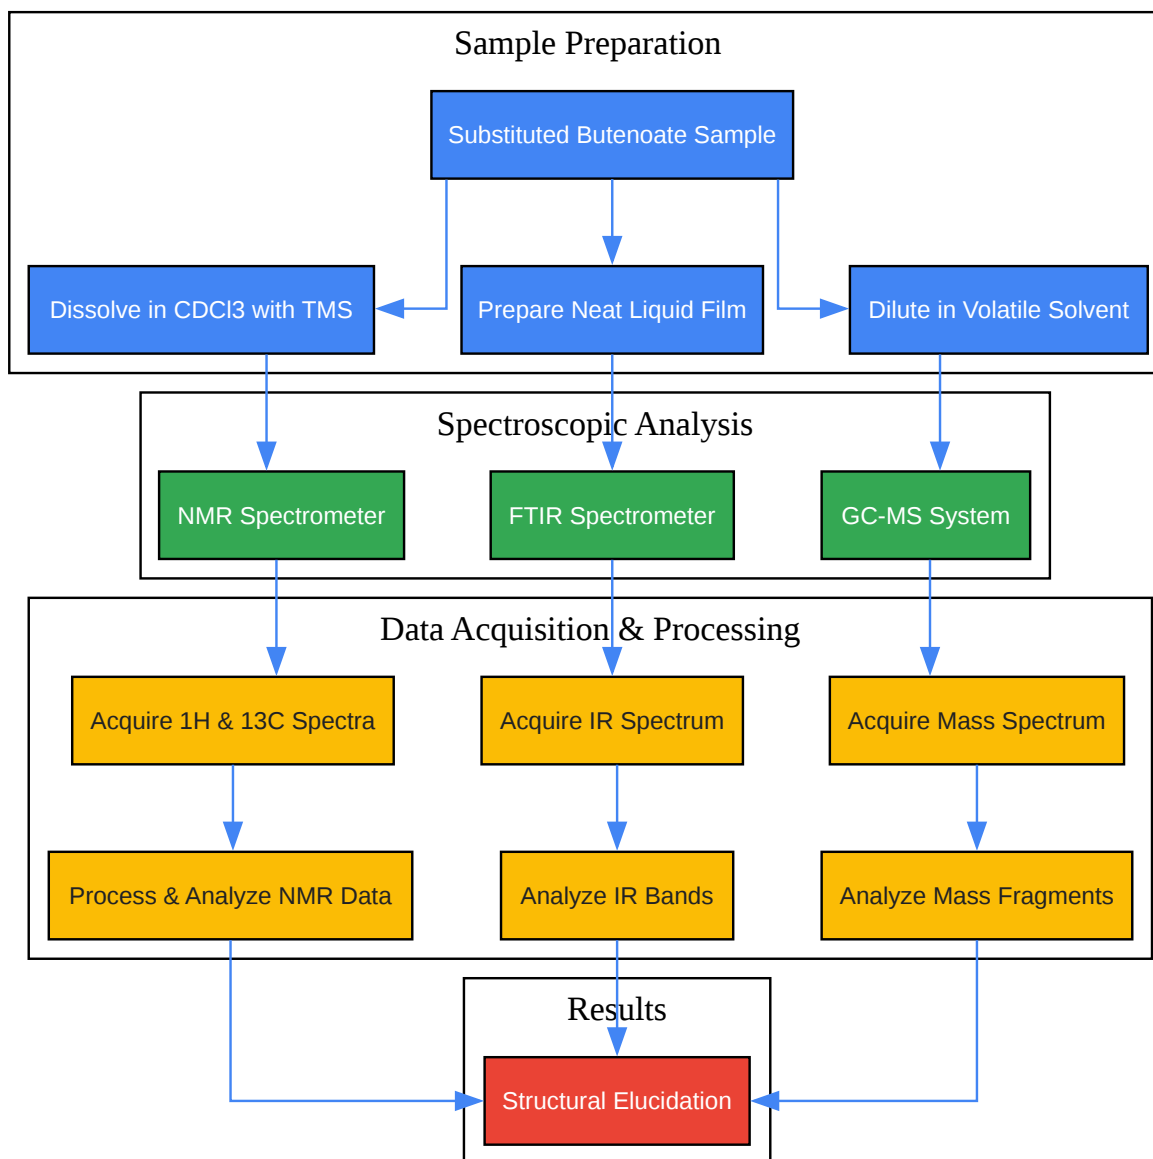 Sample Preparation
Substituted Butenoate Sample
Dissolve in CDCl3 with TMS
Prepare Neat Liquid Film
Dilute in Volatile Solvent
Spectroscopic Analysis
NMR Spectrometer
FTIR Spectrometer
GC-MS System
Data Acquisition & Processing
Acquire 1H & 13C Spectra
Acquire IR Spectrum
Acquire Mass Spectrum
Process & Analyze NMR Data
Analyze IR Bands
Analyze Mass Fragments
Results
Structural Elucidation